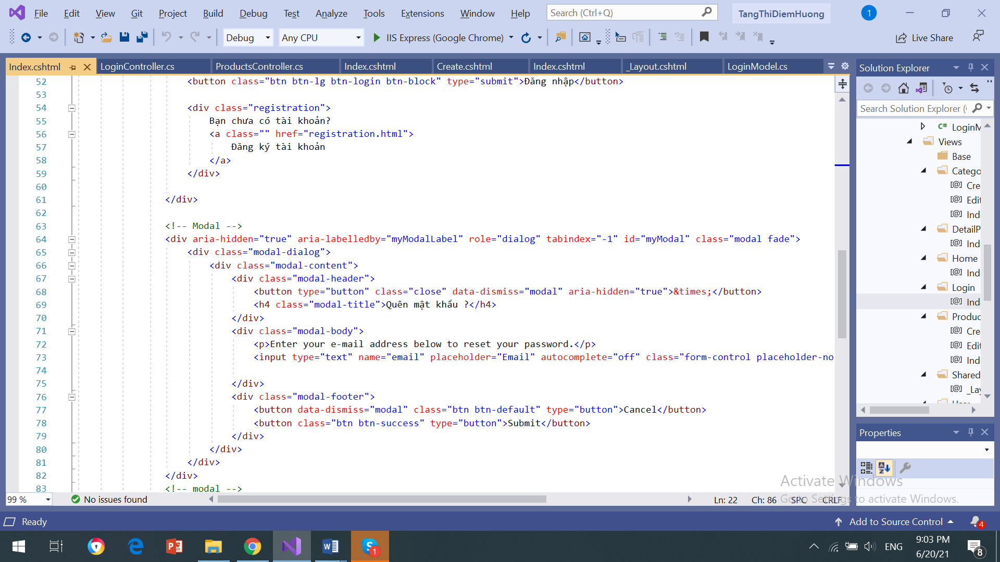 File Edit View Git Project Build Debug Test Analyze Tools Extensions Window Help Search (Ctrl+Q) TangThiDiemHuong 1
Debug Any CPU IIS Express (Google Chrome) Live Share
Index.cshtml LoginController.cs ProductsController.cs Index.cshtml Create.cshtml Index.cshtml _Layout.cshtml LoginModel.cs
52 <button class="btn btn-lg btn-login btn-block" type="submit">Đăng nhập</button>
53
54 <div class="registration">
55 Bạn chưa có tài khoản?
56 <a class="" href="registration.html">
57 Đăng ký tài khoản
58 </a>
59 </div>
60
61 </div>
62
63 <!-- Modal -->
64 <div aria-hidden="true" aria-labelledby="myModalLabel" role="dialog" tabindex="-1" id="myModal" class="modal fade">
65 <div class="modal-dialog">
66 <div class="modal-content">
67 <div class="modal-header">
68 <button type="button" class="close" data-dismiss="modal" aria-hidden="true">&times;</button>
69 <h4 class="modal-title">Quên mật khẩu ?</h4>
70 </div>
71 <div class="modal-body">
72 <p>Enter your e-mail address below to reset your password.</p>
73 <input type="text" name="email" placeholder="Email" autocomplete="off" class="form-control placeholder-no
74
75 </div>
76 <div class="modal-footer">
77 <button data-dismiss="modal" class="btn btn-default" type="button">Cancel</button>
78 <button class="btn btn-success" type="button">Submit</button>
79 </div>
80 </div>
81 </div>
82 </div>
83 <!-- modal -->
99 % No issues found Ln: 22 Ch: 86 SPC CRLF
Solution Explorer
Search Solution Explorer (
C# LoginM
Views
Base
Catego
[@] Cre
[@] Edit
[@] Ind
DetailP
[@] Ind
Home
[@] Ind
Login
[@] Ind
Produc
[@] Cre
[@] Edit
[@] Ind
Shared
[@] _Lay
Properties
Activate Windows
Go to Settings to activate Windows.
Ready Add to Source Control 4
1 ENG 9:03 PM
6/20/21 8